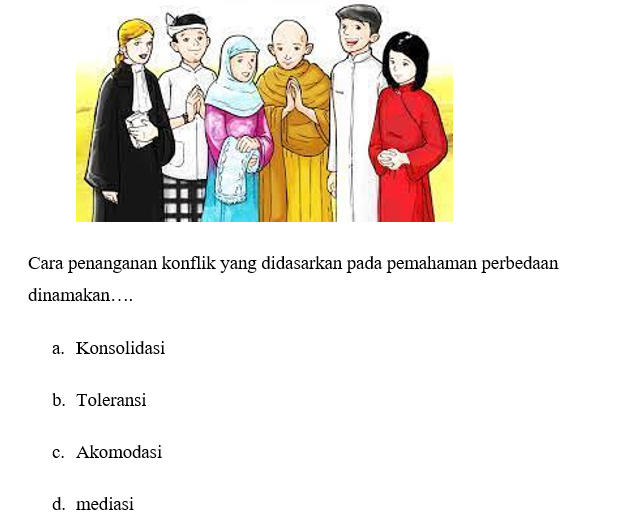 Cara penanganan konflik yang didasarkan pada pemahaman perbedaan
dinamakan….
a. Konsolidasi
b. Toleransi
c. Akomodasi
d. mediasi